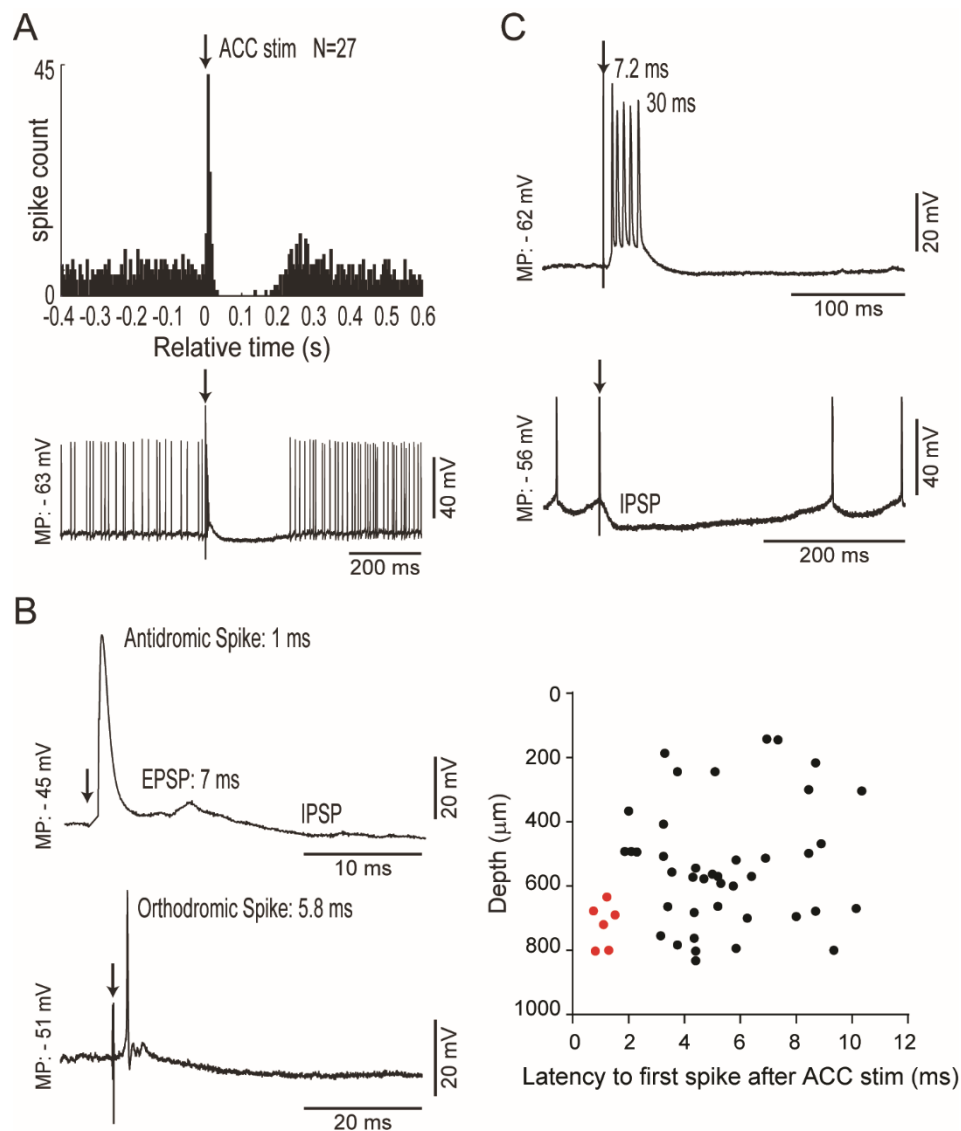 A
ACC stim N=27
45
spike count
0
-0.4 -0.3 -0.2 -0.1 0 0.1 0.2 0.3 0.4 0.5 0.6
Relative time (s)
MP: - 63 mV
40 mV
200 ms
B
Antidromic Spike: 1 ms
EPSP: 7 ms
IPSP
MP: - 45 mV
20 mV
10 ms
Orthodromic Spike: 5.8 ms
MP: - 51 mV
20 mV
20 ms
C
7.2 ms
30 ms
MP: - 62 mV
20 mV
100 ms
MP: - 56 mV
IPSP
40 mV
200 ms
0
200
400
600
800
1000
Depth (μm)
0 2 4 6 8 10 12
Latency to first spike after ACC stim (ms)